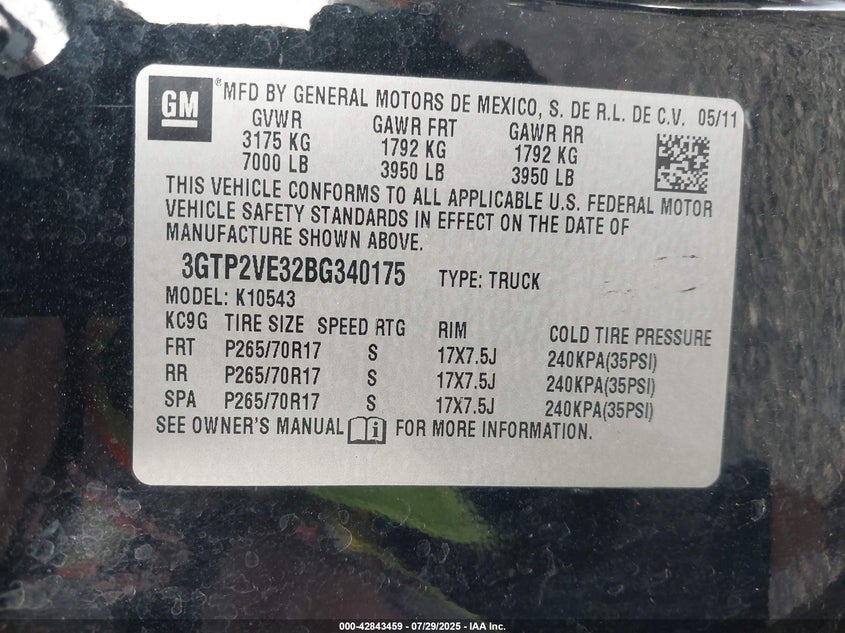 GM ® MFD BY GENERAL MOTORS DE MEXICO, S. DE R.L. DE C.V. 05/11
GVWR GAWR FRT GAWR RR
3175 KG 1792 KG 1792 KG
7000 LB 3950 LB 3950 LB
THIS VEHICLE CONFORMS TO ALL APPLICABLE U.S. FEDERAL MOTOR
VEHICLE SAFETY STANDARDS IN EFFECT ON THE DATE OF
MANUFACTURE SHOWN ABOVE.
3GTP2VE32BG340175 TYPE: TRUCK
MODEL: K10543
KC9G TIRE SIZE SPEED RTG RIM COLD TIRE PRESSURE
FRT P265/70R17 S 17X7.5J 240KPA(35PSI)
RR P265/70R17 S 17X7.5J 240KPA(35PSI)
SPA P265/70R17 S 17X7.5J 240KPA(35PSI)
SEE OWNER'S MANUAL i FOR MORE INFORMATION.
000-42843459 - 07/29/2025 - IAA Inc.